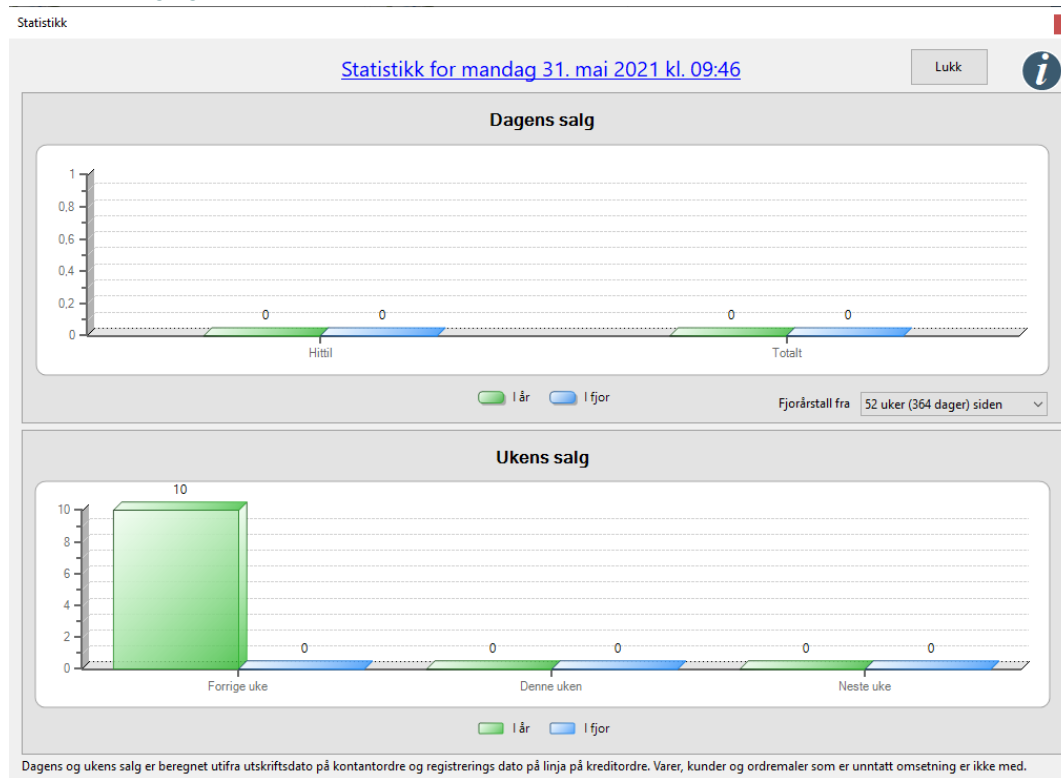 Statistikk
Statistikk for mandag 31. mai 2021 kl. 09:46
Lukk
i
Dagens salg
1
0,8
0,6
0,4
0,2
0
0 0 0 0
Hittil Totalt
I år I fjor
Fjorårstall fra 52 uker (364 dager) siden
Ukens salg
10
10
8
6
4
2
0
0 0 0 0 0
Forrige uke Denne uken Neste uke
I år I fjor
Dagens og ukens salg er beregnet utifra utskriftsdato på kontantordre og registrerings dato på linja på kreditordre. Varer, kunder og ordremaler som er unntatt omsetning er ikke med.